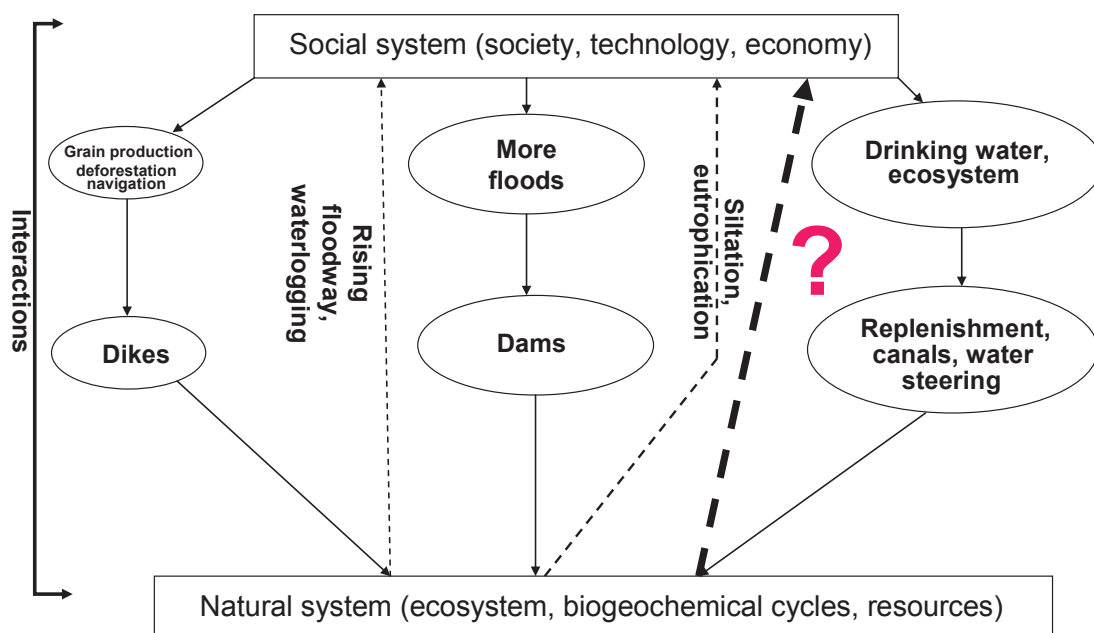 Social system (society, technology, economy)
Interactions
Grain production
deforestation
navigation
Dikes
Rising
floodway,
waterlogging
More
floods
Dams
Siltation,
eutrophication
?
Drinking water,
ecosystem
Replenishment,
canals, water
steering
Natural system (ecosystem, biogeochemical cycles, resources)